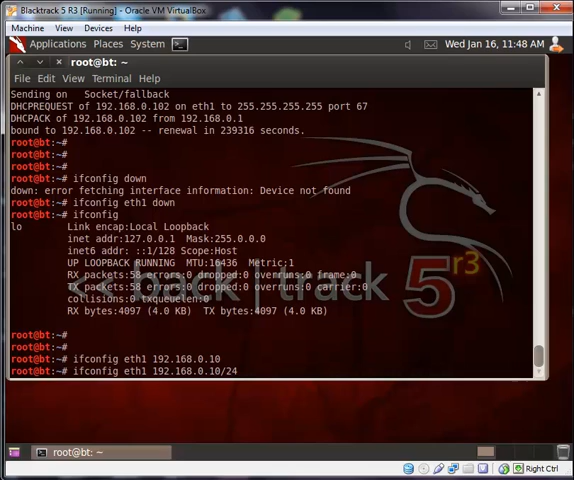 Blacktrack 5 R3 [Running] - Oracle VM VirtualBox
Machine View Devices Help
Applications Places System Wed Jan 16, 11:48 AM
root@bt: ~
File Edit View Terminal Help
Sending on   Socket/fallback
DHCPREQUEST of 192.168.0.102 on eth1 to 255.255.255.255 port 67
DHCPACK of 192.168.0.102 from 192.168.0.1
bound to 192.168.0.102 -- renewal in 239316 seconds.
root@bt:~#
root@bt:~#
root@bt:~#
root@bt:~# ifconfig down
down: error fetching interface information: Device not found
root@bt:~# ifconfig eth1 down
root@bt:~# ifconfig
lo        Link encap:Local Loopback
inet addr:127.0.0.1  Mask:255.0.0.0
inet6 addr: ::1/128 Scope:Host
UP LOOPBACK RUNNING  MTU:16436  Metric:1
RX packets:58 errors:0 dropped:0 overruns:0 frame:0
TX packets:58 errors:0 dropped:0 overruns:0 carrier:0
collisions:0 txqueuelen:0
RX bytes:4097 (4.0 KB)  TX bytes:4097 (4.0 KB)
<< back | track 5 r3
root@bt:~#
root@bt:~#
root@bt:~# ifconfig eth1 192.168.0.10
root@bt:~# ifconfig eth1 192.168.0.10/24
root@bt: ~
Right Ctrl